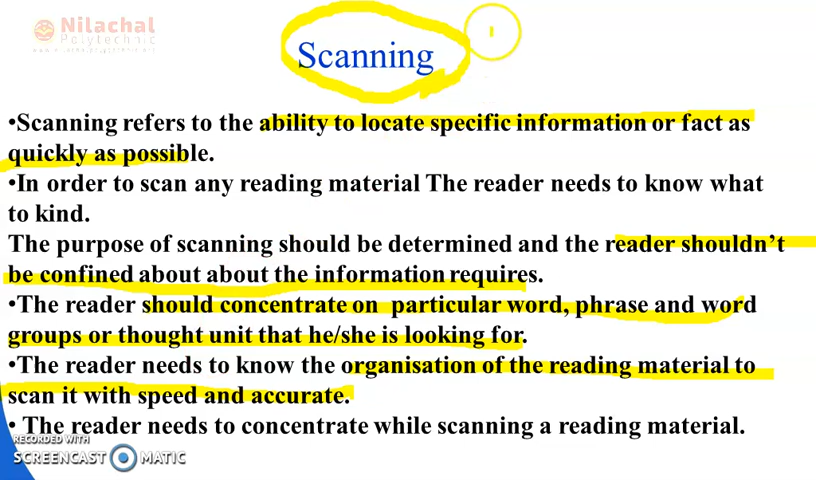 Nilachal
Polytechnic
Scanning
•Scanning refers to the ability to locate specific information or fact as
quickly as possible.
•In order to scan any reading material The reader needs to know what
to kind.
The purpose of scanning should be determined and the reader shouldn't
be confined about about the information requires.
•The reader should concentrate on particular word, phrase and word
groups or thought unit that he/she is looking for.
•The reader needs to know the organisation of the reading material to
scan it with speed and accurate.
• The reader needs to concentrate while scanning a reading material.
RECORDED WITH
SCREENCAST MATIC